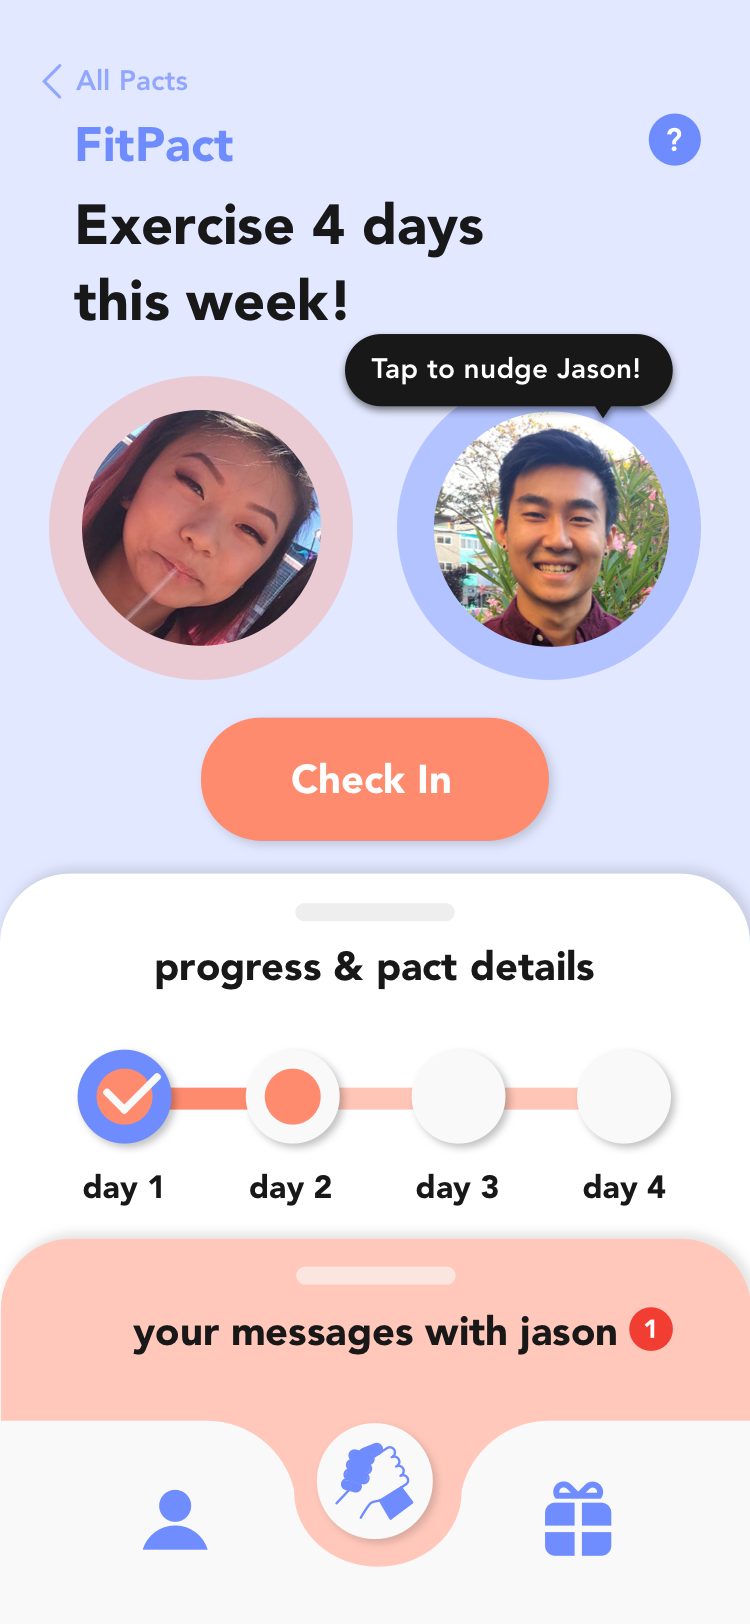 All Pacts
FitPact
?
Exercise 4 days
this week!
Tap to nudge Jason!
Check In
progress & pact details
day 1
day 2
day 3
day 4
your messages with jason
1